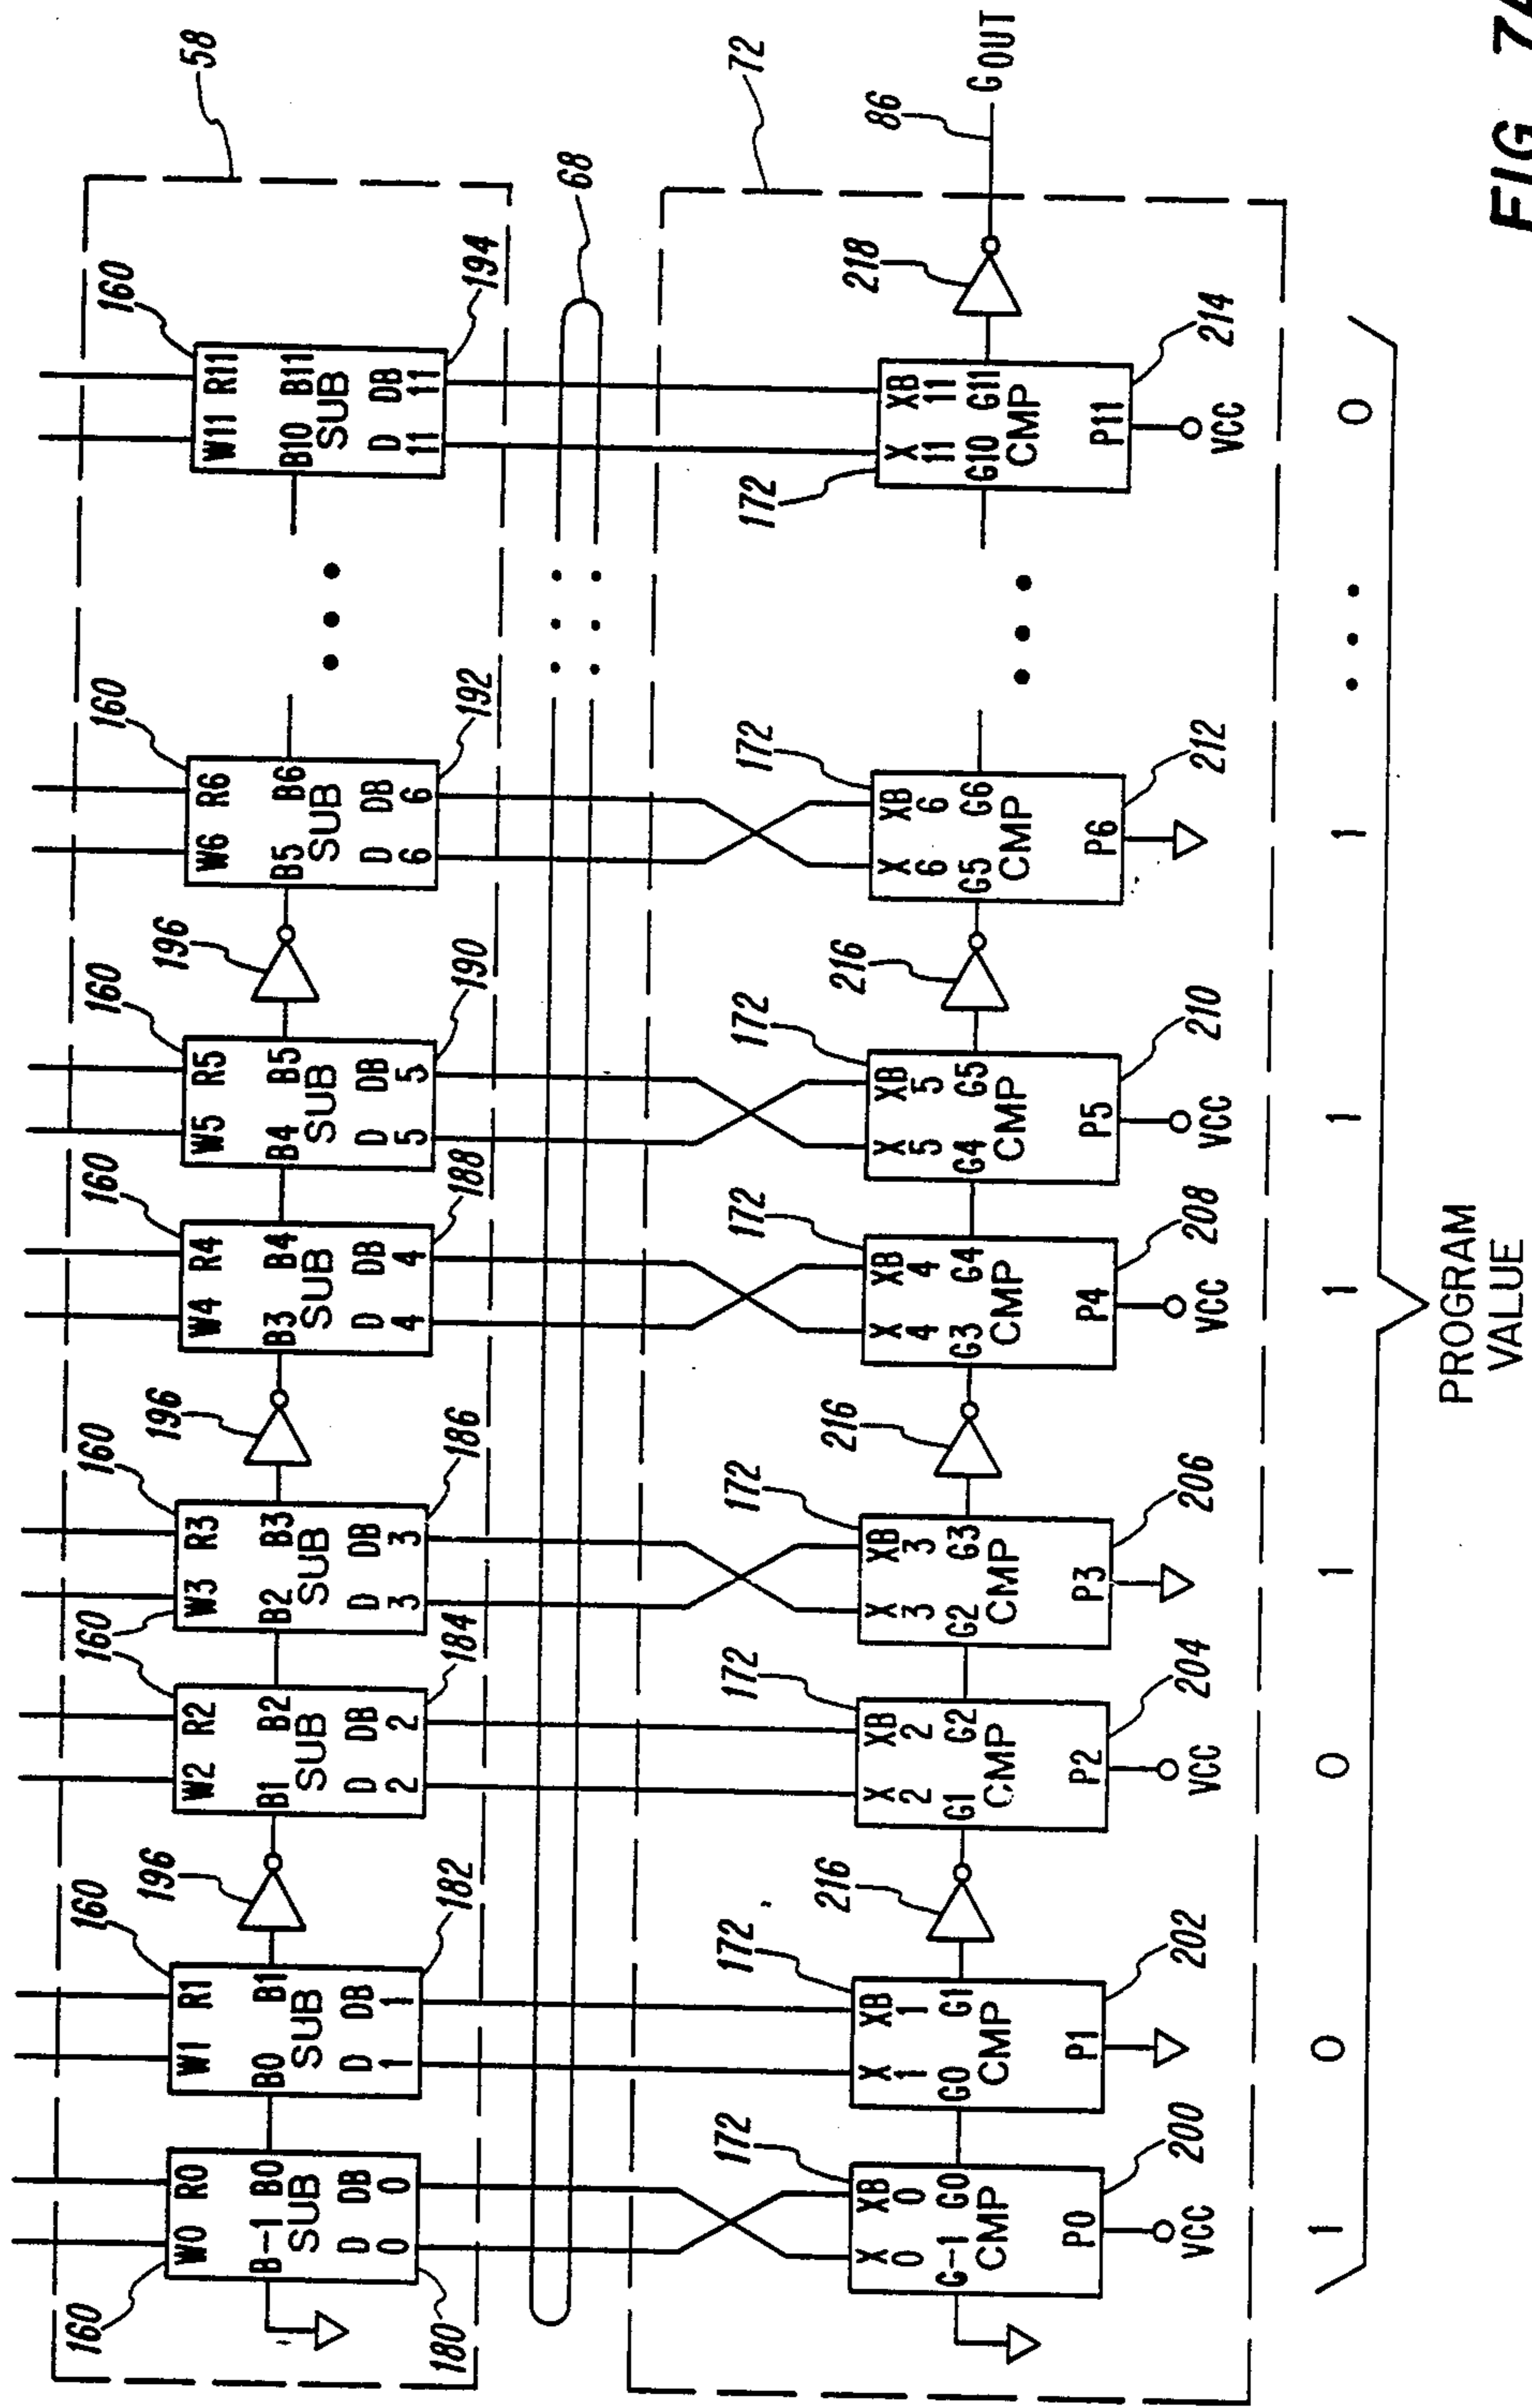 58
160 160 160 160 160 160 160 160 160
W0 R0 W1 R1 W2 R2 W3 R3 W4 R4 W5 R5 W6 R6 W11 R11
196 196 196
B-1 B0 B0 B1 B1 B2 B2 B3 B3 B4 B4 B5 B5 B6 B10 B11
SUB SUB SUB SUB SUB SUB SUB SUB
D DB D DB D DB D DB D DB D DB D DB D DB
0 0 1 1 2 2 3 3 4 4 5 5 6 6 11 11
180 182 184 186 188 190 192 194
68
72
172 172 172 172 172 172 172 172
X XB X XB X XB X XB X XB X XB X XB X XB
0 0 1 1 2 2 3 3 4 4 5 5 6 6 11 11
216 216 216 218 86
G-1 G0 G0 G1 G1 G2 G2 G3 G3 G4 G4 G5 G5 G6 G10 G11 GOUT
CMP CMP CMP CMP CMP CMP CMP CMP
P0 P1 P2 P3 P4 P5 P6 P11
200 202 204 206 208 210 212 214
VCC VCC VCC VCC VCC
1 0 0 1 1 1 1 ... 0
PROGRAM
VALUE
FIG 7A